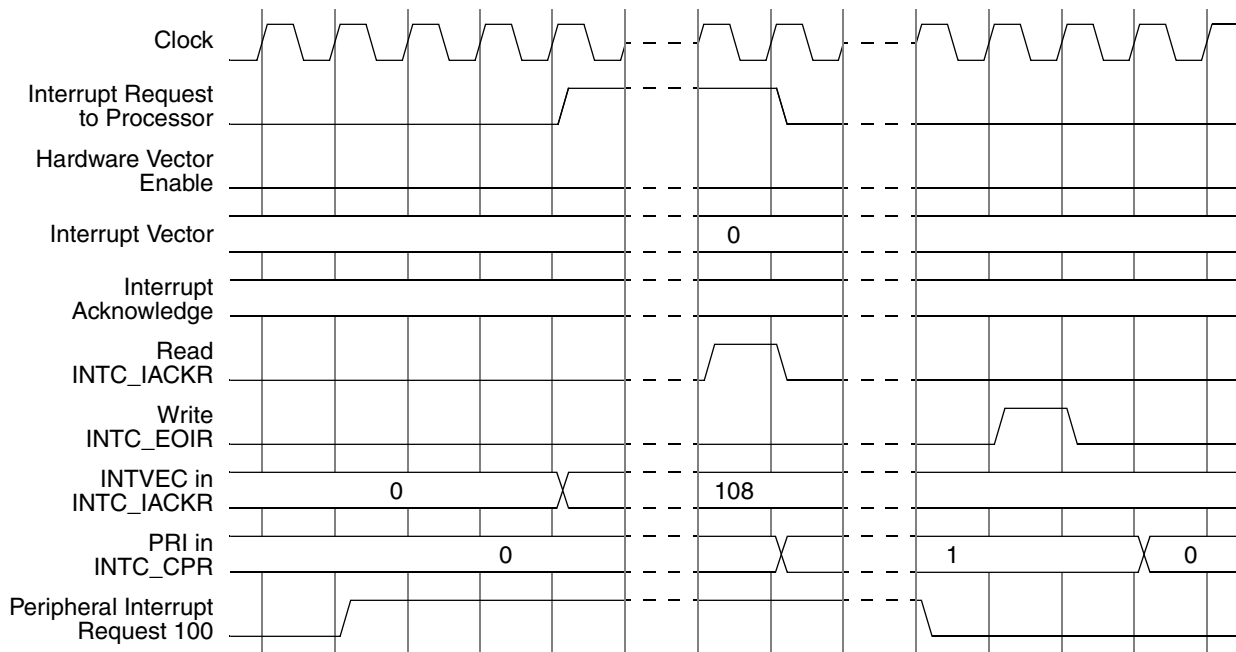 Clock
Interrupt Request
to Processor
Hardware Vector
Enable
Interrupt Vector
0
Interrupt
Acknowledge
Read
INTC_IACKR
Write
INTC_EOIR
INTVEC in
INTC_IACKR
0
108
PRI in
INTC_CPR
0
1
0
Peripheral Interrupt
Request 100